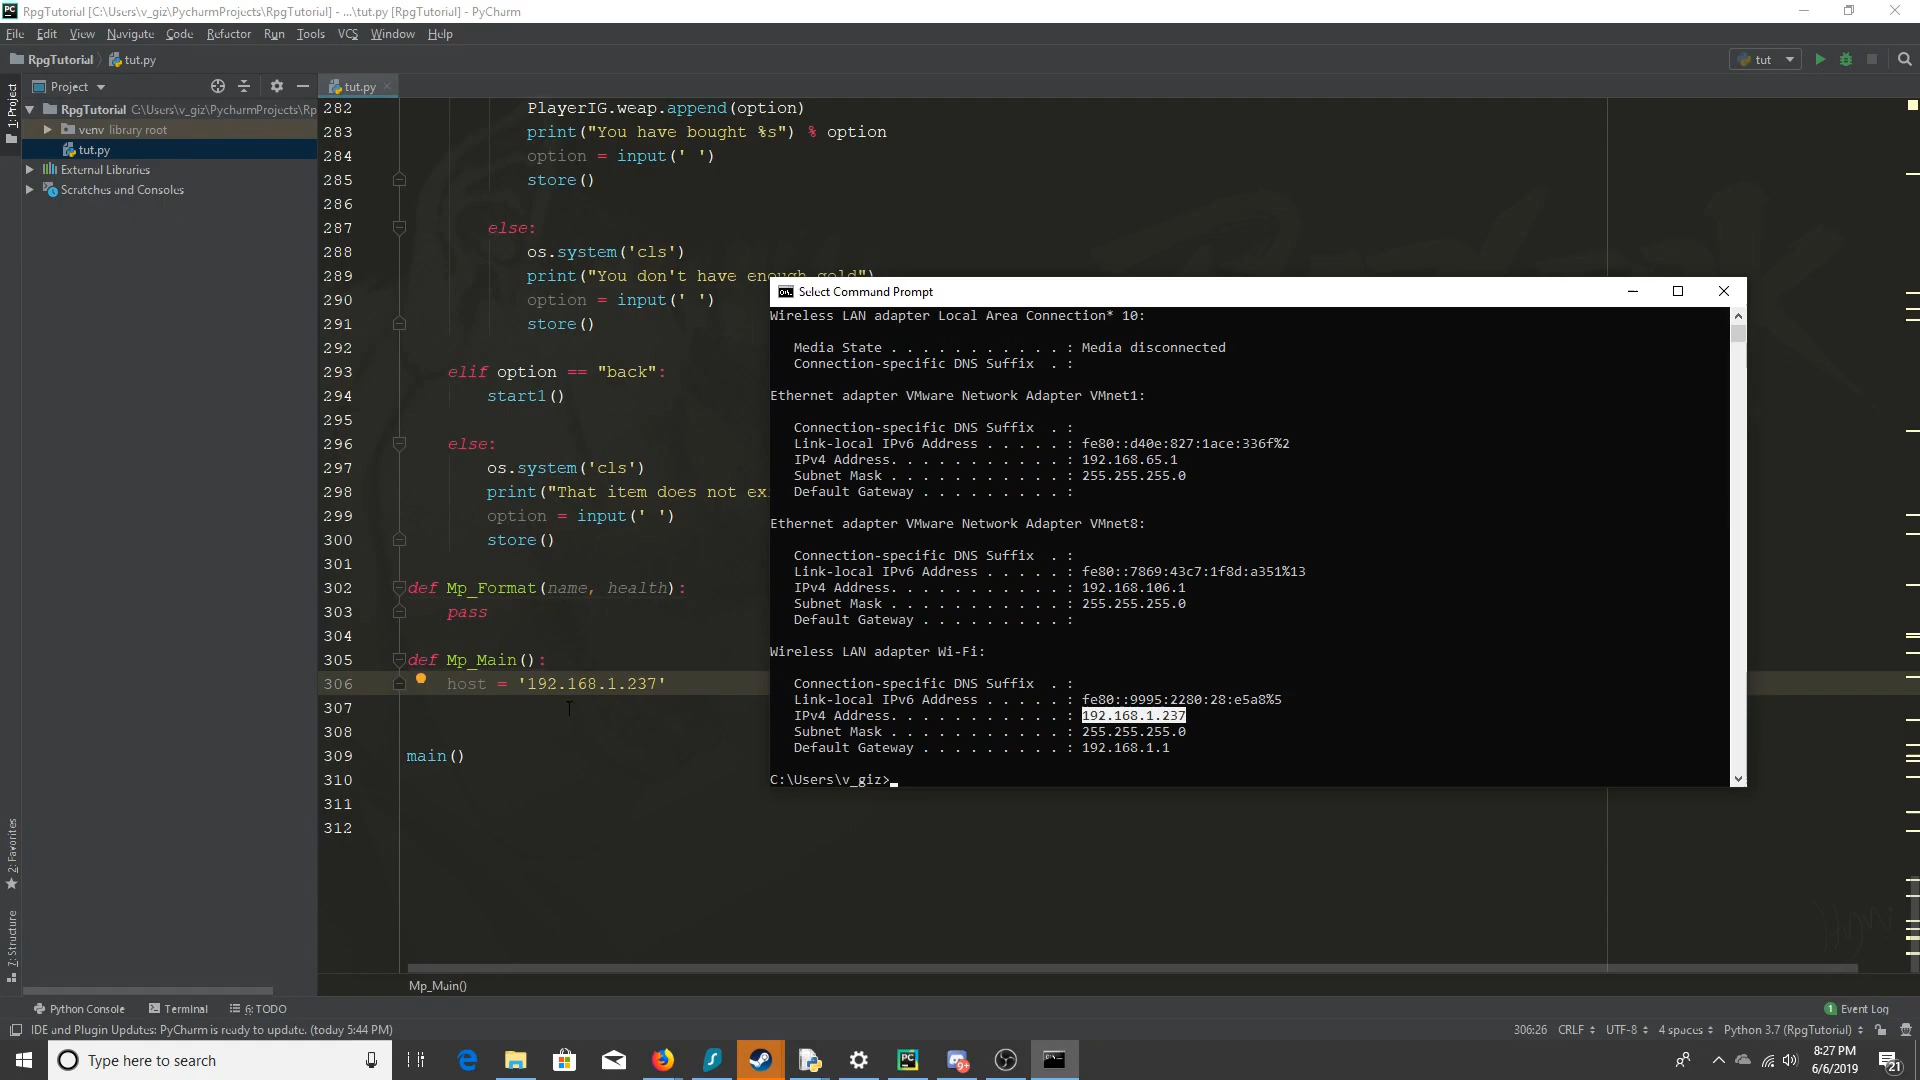 RpgTutorial [C:\Users\v_giz\PycharmProjects\RpgTutorial] - ...\tut.py [RpgTutorial] - PyCharm
File Edit View Navigate Code Refactor Run Tools VCS Window Help
RpgTutorial tut.py tut
1: Project
Project
tut.py
RpgTutorial C:\Users\v_giz\PycharmProjects\Rp
venv library root
tut.py
External Libraries
Scratches and Consoles
282 PlayerIG.weap.append(option)
283 print("You have bought %s") % option
284 option = input(' ')
285 store()
286
287 else:
288 os.system('cls')
289 print("You don't have enough gold")
290 option = input(' ')
291 store()
292
293 elif option == "back":
294 start1()
295
296 else:
297 os.system('cls')
298 print("That item does not exi
299 option = input(' ')
300 store()
301
302 def Mp_Format(name, health):
303 pass
304
305 def Mp_Main():
306 host = '192.168.1.237'
307
308
309 main()
310
311
312
Select Command Prompt
Wireless LAN adapter Local Area Connection* 10:
Media State . . . . . . . . . . . : Media disconnected
Connection-specific DNS Suffix . :
Ethernet adapter VMware Network Adapter VMnet1:
Connection-specific DNS Suffix . :
Link-local IPv6 Address . . . . . : fe80::d40e:827:1ace:336f%2
IPv4 Address. . . . . . . . . . . : 192.168.65.1
Subnet Mask . . . . . . . . . . . : 255.255.255.0
Default Gateway . . . . . . . . . :
Ethernet adapter VMware Network Adapter VMnet8:
Connection-specific DNS Suffix . :
Link-local IPv6 Address . . . . . : fe80::7869:43c7:1f8d:a351%13
IPv4 Address. . . . . . . . . . . : 192.168.106.1
Subnet Mask . . . . . . . . . . . : 255.255.255.0
Default Gateway . . . . . . . . . :
Wireless LAN adapter Wi-Fi:
Connection-specific DNS Suffix . :
Link-local IPv6 Address . . . . . : fe80::9995:2280:28:e5a8%5
IPv4 Address. . . . . . . . . . . : 192.168.1.237
Subnet Mask . . . . . . . . . . . : 255.255.255.0
Default Gateway . . . . . . . . . : 192.168.1.1
C:\Users\v_giz>
2: Favorites
7: Structure
Mp_Main()
Python Console Terminal 6: TODO 1 Event Log
IDE and Plugin Updates: PyCharm is ready to update. (today 5:44 PM) 306:26 CRLF UTF-8 4 spaces Python 3.7 (RpgTutorial)
Type here to search
8:27 PM
6/6/2019
21